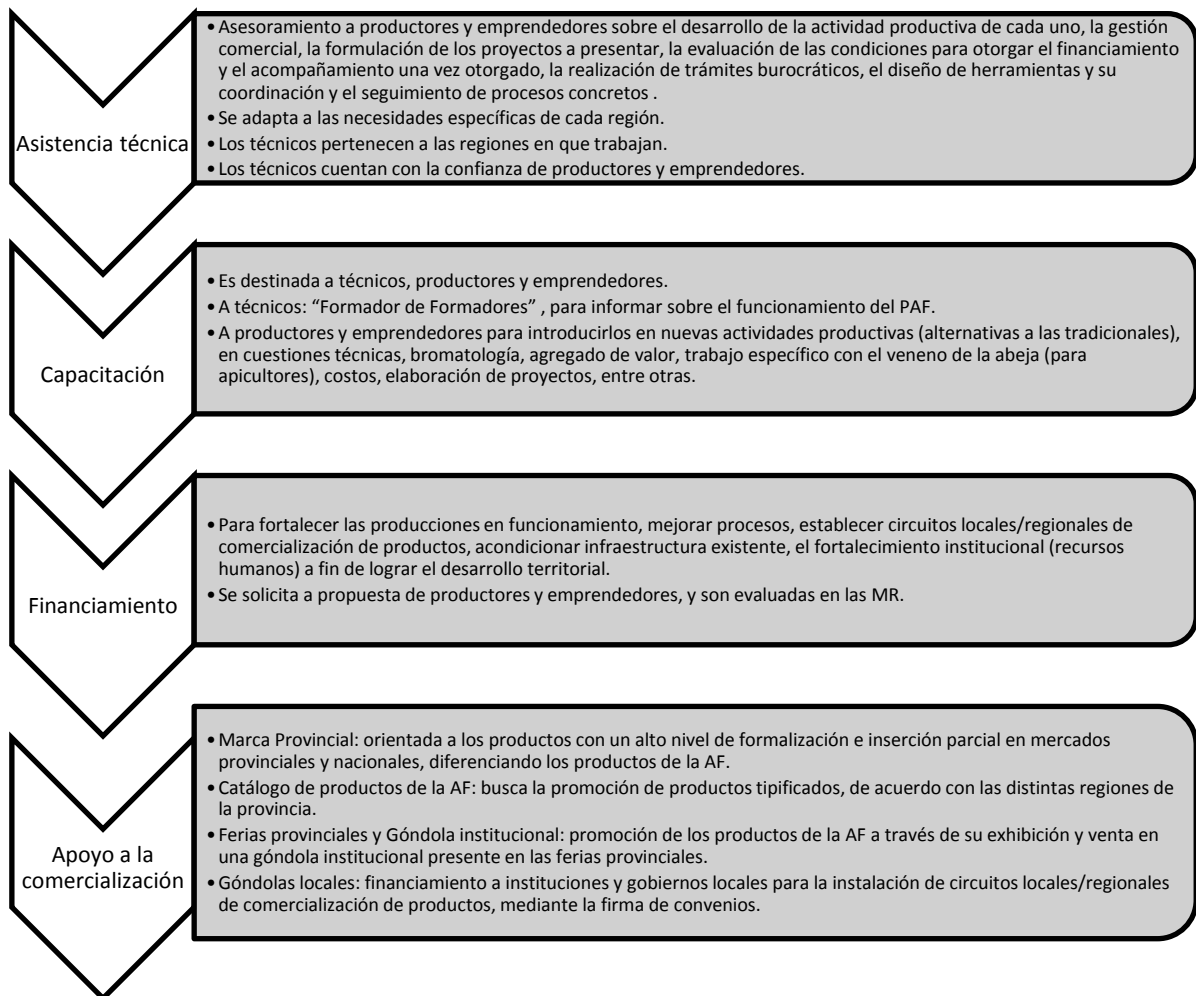 Asistencia técnica
• Asesoramiento a productores y emprendedores sobre el desarrollo de la actividad productiva de cada uno, la gestión
comercial, la formulación de los proyectos a presentar, la evaluación de las condiciones para otorgar el financiamiento
y el acompañamiento una vez otorgado, la realización de trámites burocráticos, el diseño de herramientas y su
coordinación y el seguimiento de procesos concretos .
• Se adapta a las necesidades específicas de cada región.
• Los técnicos pertenecen a las regiones en que trabajan.
• Los técnicos cuentan con la confianza de productores y emprendedores.
Capacitación
• Es destinada a técnicos, productores y emprendedores.
• A técnicos: “Formador de Formadores” , para informar sobre el funcionamiento del PAF.
• A productores y emprendedores para introducirlos en nuevas actividades productivas (alternativas a las tradicionales),
en cuestiones técnicas, bromatología, agregado de valor, trabajo específico con el veneno de la abeja (para
apicultores), costos, elaboración de proyectos, entre otras.
Financiamiento
• Para fortalecer las producciones en funcionamiento, mejorar procesos, establecer circuitos locales/regionales de
comercialización de productos, acondicionar infraestructura existente, el fortalecimiento institucional (recursos
humanos) a fin de lograr el desarrollo territorial.
• Se solicita a propuesta de productores y emprendedores, y son evaluadas en las MR.
Apoyo a la
comercialización
• Marca Provincial: orientada a los productos con un alto nivel de formalización e inserción parcial en mercados
provinciales y nacionales, diferenciando los productos de la AF.
• Catálogo de productos de la AF: busca la promoción de productos tipificados, de acuerdo con las distintas regiones de
la provincia.
• Ferias provinciales y Góndola institucional: promoción de los productos de la AF a través de su exhibición y venta en
una góndola institucional presente en las ferias provinciales.
• Góndolas locales: financiamiento a instituciones y gobiernos locales para la instalación de circuitos locales/regionales
de comercialización de productos, mediante la firma de convenios.